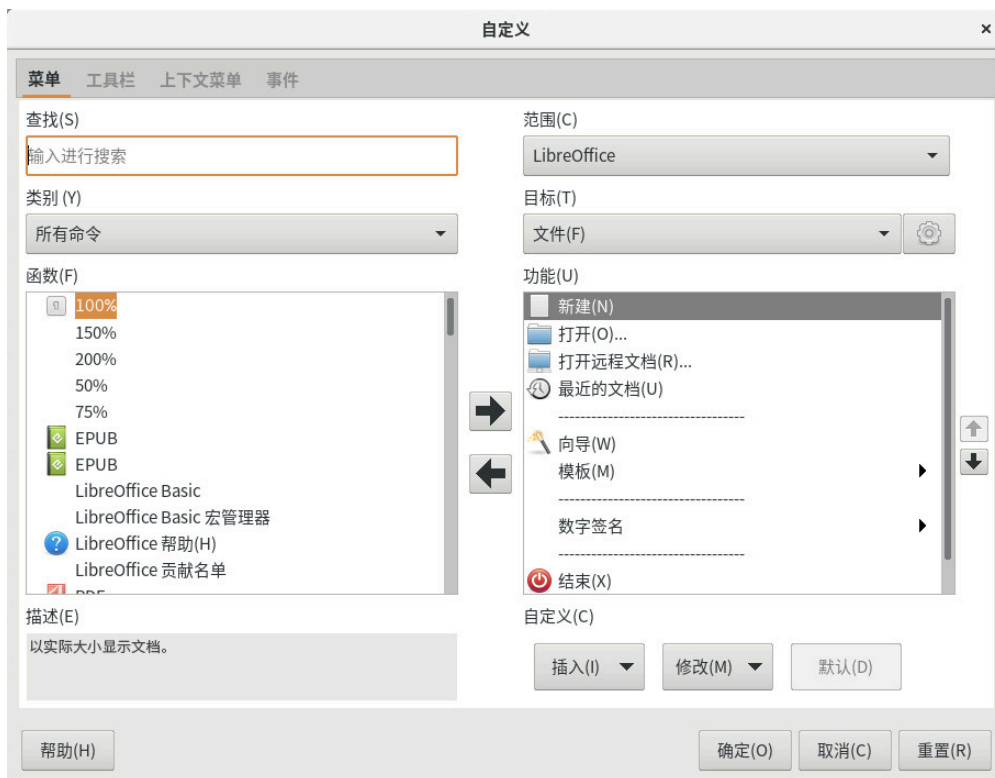 自定义
菜单 工具栏 上下文菜单 事件
查找(S)
输入进行搜索
类别 (Y)
所有命令
函数(F)
100%
150%
200%
50%
75%
EPUB
EPUB
LibreOffice Basic
LibreOffice Basic 宏管理器
LibreOffice 帮助(H)
LibreOffice 贡献名单
描述(E)
以实际大小显示文档。
范围(C)
LibreOffice
目标(T)
文件(F)
功能(U)
新建(N)
打开(O)...
打开远程文档(R)...
最近的文档(U)
---------------------------------
向导(W)
模板(M)
---------------------------------
数字签名
---------------------------------
结束(X)
自定义(C)
插入(I) 修改(M) 默认(D)
帮助(H) 确定(O) 取消(C) 重置(R)